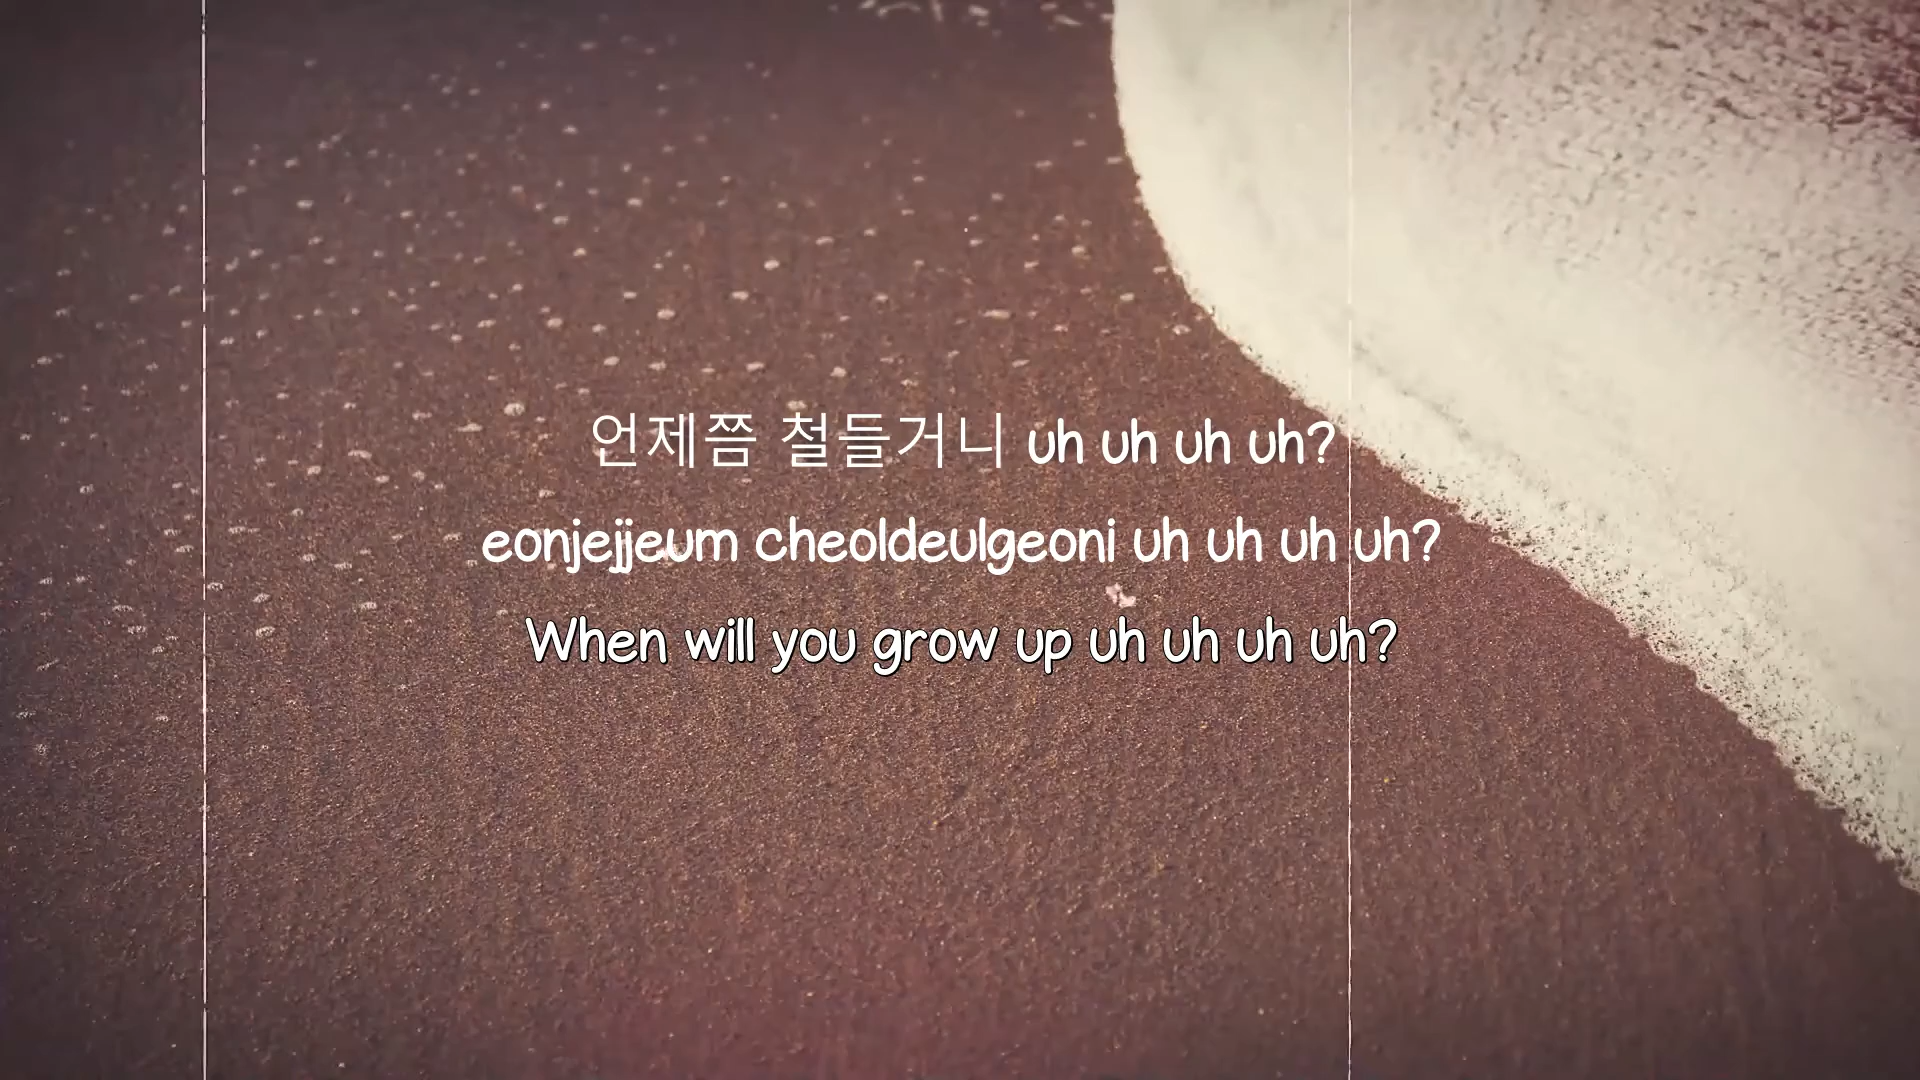 언제쯤 철들거니 uh uh uh uh?
eonjejjeum cheoldeulgeoni uh uh uh uh?
When will you grow up uh uh uh uh?